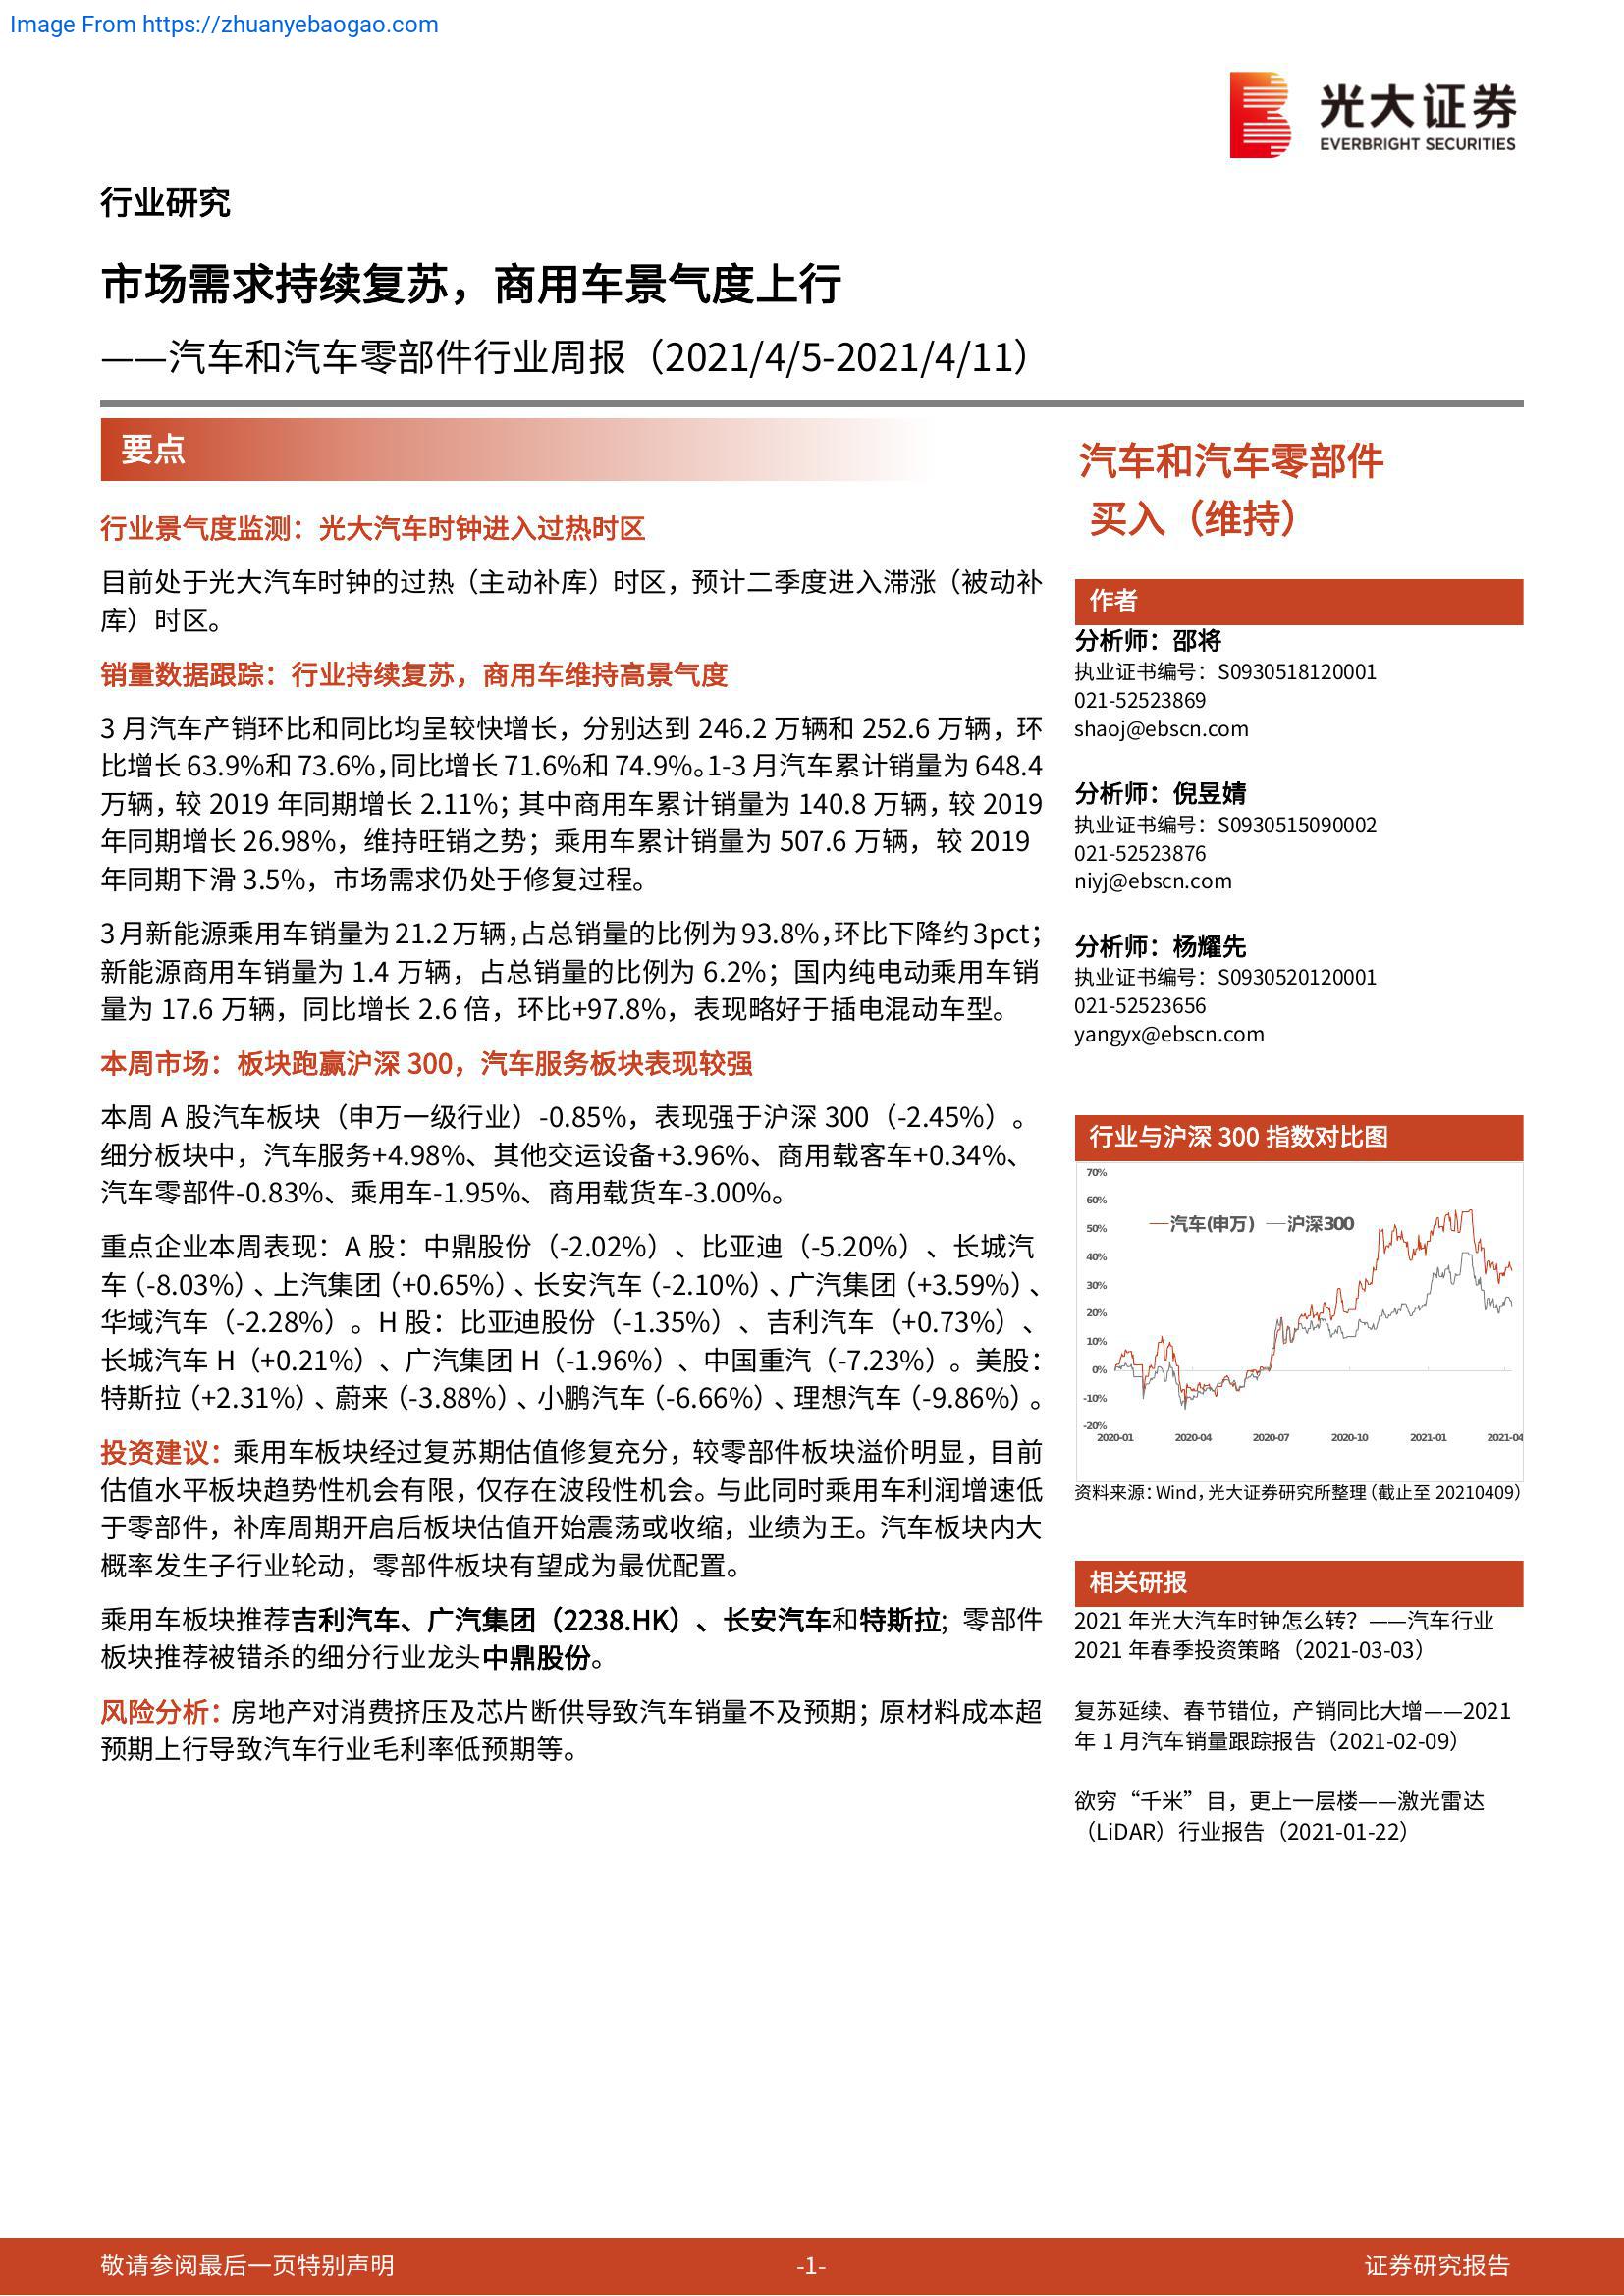 Image From https://zhuanyebaogao.com
光大证券
EVERBRIGHT SECURITIES
行业研究
市场需求持续复苏，商用车景气度上行
——汽车和汽车零部件行业周报（2021/4/5-2021/4/11）
要点
行业景气度监测：光大汽车时钟进入过热时区
目前处于光大汽车时钟的过热（主动补库）时区，预计二季度进入滞涨（被动补
库）时区。
销量数据跟踪：行业持续复苏，商用车维持高景气度
3 月汽车产销环比和同比均呈较快增长，分别达到 246.2 万辆和 252.6 万辆，环
比增长 63.9%和 73.6%，同比增长 71.6%和 74.9%。1-3 月汽车累计销量为 648.4
万辆，较 2019 年同期增长 2.11%；其中商用车累计销量为 140.8 万辆，较 2019
年同期增长 26.98%，维持旺销之势；乘用车累计销量为 507.6 万辆，较 2019
年同期下滑 3.5%，市场需求仍处于修复过程。
3 月新能源乘用车销量为 21.2 万辆，占总销量的比例为 93.8%，环比下降约 3pct；
新能源商用车销量为 1.4 万辆，占总销量的比例为 6.2%；国内纯电动乘用车销
量为 17.6 万辆，同比增长 2.6 倍，环比+97.8%，表现略好于插电混动车型。
本周市场：板块跑赢沪深 300，汽车服务板块表现较强
本周 A 股汽车板块（申万一级行业）-0.85%，表现强于沪深 300（-2.45%）。
细分板块中，汽车服务+4.98%、其他交运设备+3.96%、商用载客车+0.34%、
汽车零部件-0.83%、乘用车-1.95%、商用载货车-3.00%。
重点企业本周表现：A 股：中鼎股份（-2.02%）、比亚迪（-5.20%）、长城汽
车（-8.03%）、上汽集团（+0.65%）、长安汽车（-2.10%）、广汽集团（+3.59%）、
华域汽车（-2.28%）。H 股：比亚迪股份（-1.35%）、吉利汽车（+0.73%）、
长城汽车 H（+0.21%）、广汽集团 H（-1.96%）、中国重汽（-7.23%）。美股：
特斯拉（+2.31%）、蔚来（-3.88%）、小鹏汽车（-6.66%）、理想汽车（-9.86%）。
投资建议：乘用车板块经过复苏期估值修复充分，较零部件板块溢价明显，目前
估值水平板块趋势性机会有限，仅存在波段性机会。与此同时乘用车利润增速低
于零部件，补库周期开启后板块估值开始震荡或收缩，业绩为王。汽车板块内大
概率发生子行业轮动，零部件板块有望成为最优配置。
乘用车板块推荐吉利汽车、广汽集团（2238.HK）、长安汽车和特斯拉; 零部件
板块推荐被错杀的细分行业龙头中鼎股份。
风险分析：房地产对消费挤压及芯片断供导致汽车销量不及预期；原材料成本超
预期上行导致汽车行业毛利率低预期等。
汽车和汽车零部件
买入（维持）
作者
分析师：邵将
执业证书编号：S0930518120001
021-52523869
shaoj@ebscn.com
分析师：倪昱婧
执业证书编号：S0930515090002
021-52523876
niyj@ebscn.com
分析师：杨耀先
执业证书编号：S0930520120001
021-52523656
yangyx@ebscn.com
行业与沪深 300 指数对比图
70%
60%
50%
40%
30%
20%
10%
0%
-10%
-20%
汽车(申万) 沪深300
2020-01 2020-04 2020-07 2020-10 2021-01 2021-04
资料来源：Wind，光大证券研究所整理（截止至 20210409）
相关研报
2021 年光大汽车时钟怎么转？——汽车行业
2021 年春季投资策略（2021-03-03）
复苏延续、春节错位，产销同比大增——2021
年 1 月汽车销量跟踪报告（2021-02-09）
欲穷“千米”目，更上一层楼——激光雷达
（LiDAR）行业报告（2021-01-22）
敬请参阅最后一页特别声明
-1-
证券研究报告